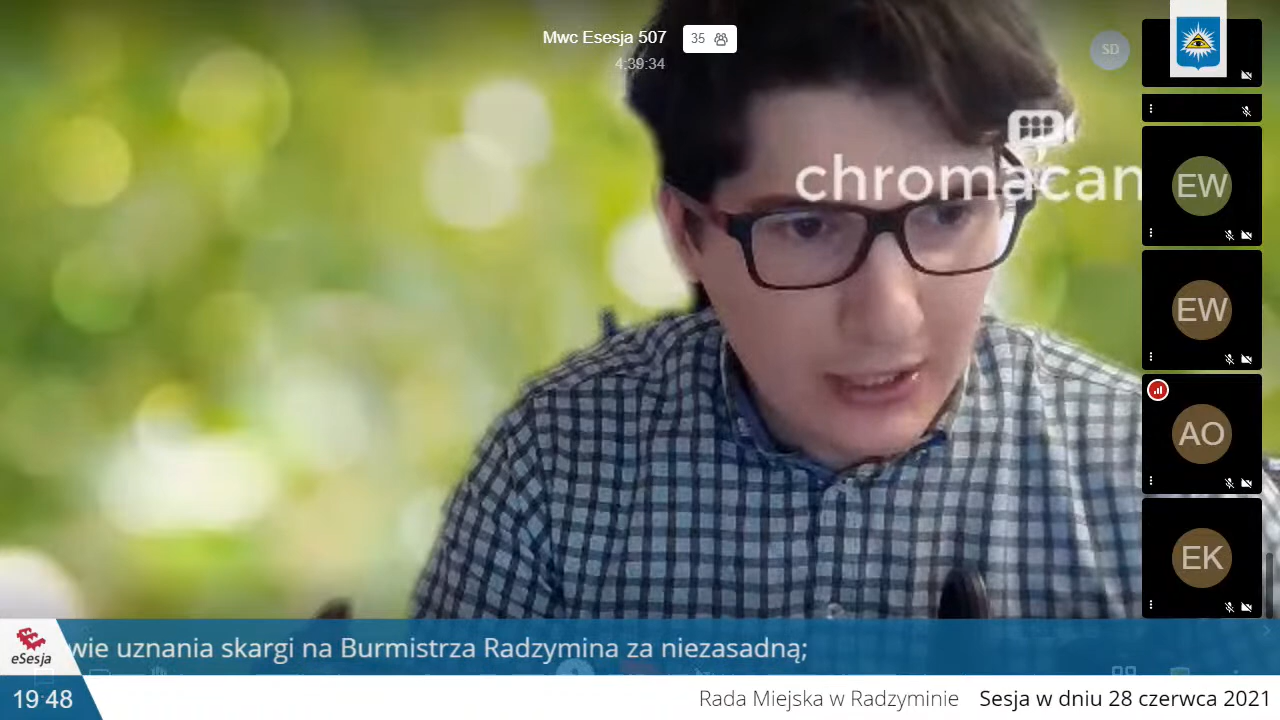 Mwc Esesja 507
35
4:39:34
SD
chromacam
EW
EW
AO
EK
wie uznania skargi na Burmistrza Radzymina za niezasadną;
eSesja
19:48
Rada Miejska w Radzyminie Sesja w dniu 28 czerwca 2021